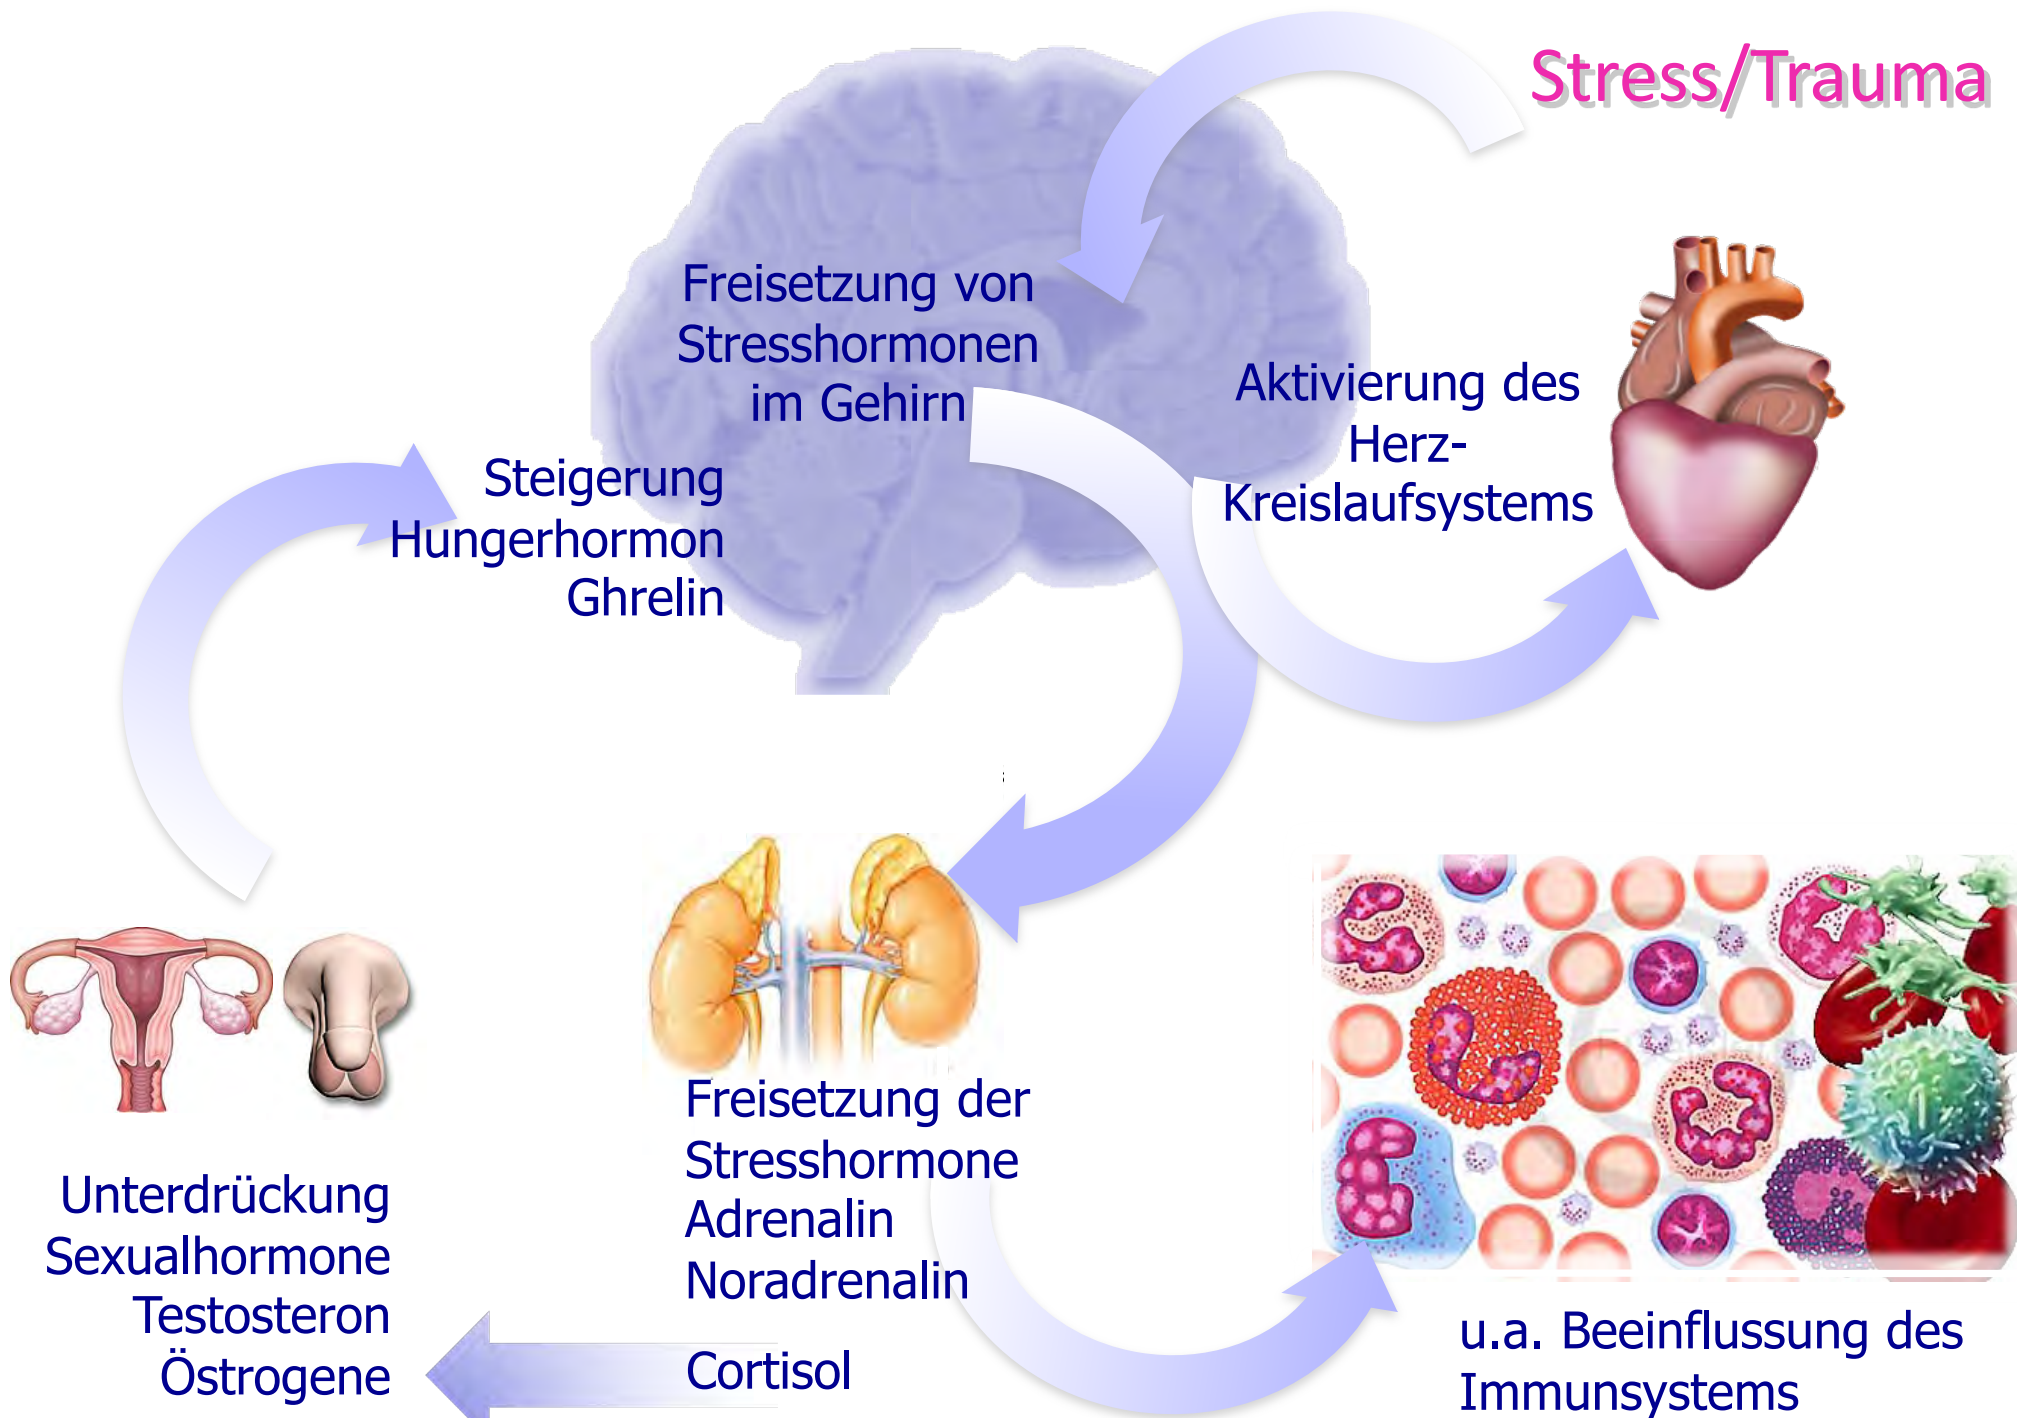 Stress/Trauma
Freisetzung von
Stresshormonen
im Gehirn
Aktivierung des
Herz-
Kreislaufsystems
Steigerung
Hungerhormon
Ghrelin
Freisetzung der
Stresshormone
Adrenalin
Noradrenalin
Cortisol
Unterdrückung
Sexualhormone
Testosteron
Östrogene
u.a. Beeinflussung des
Immunsystems